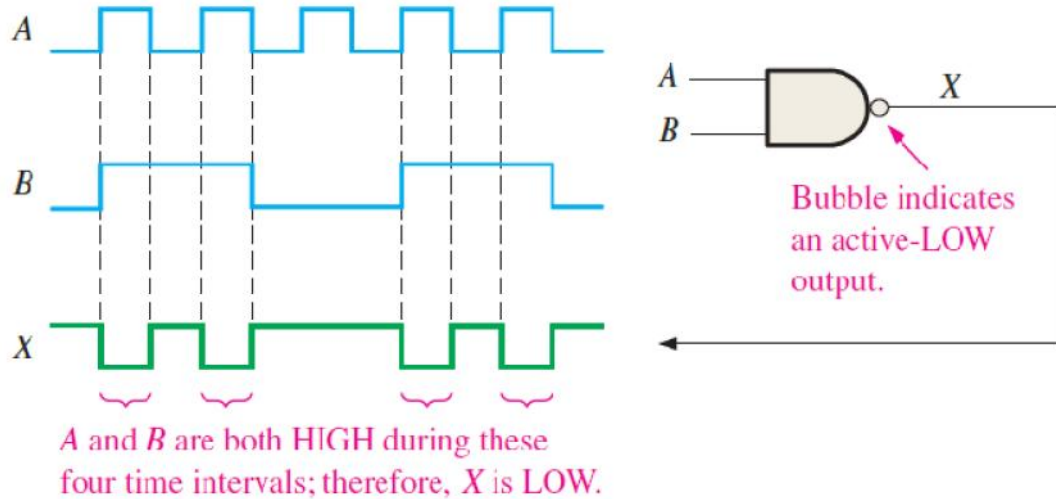 A
B
X
A and B are both HIGH during these
four time intervals; therefore, X is LOW.
A
B
X
Bubble indicates
an active-LOW
output.